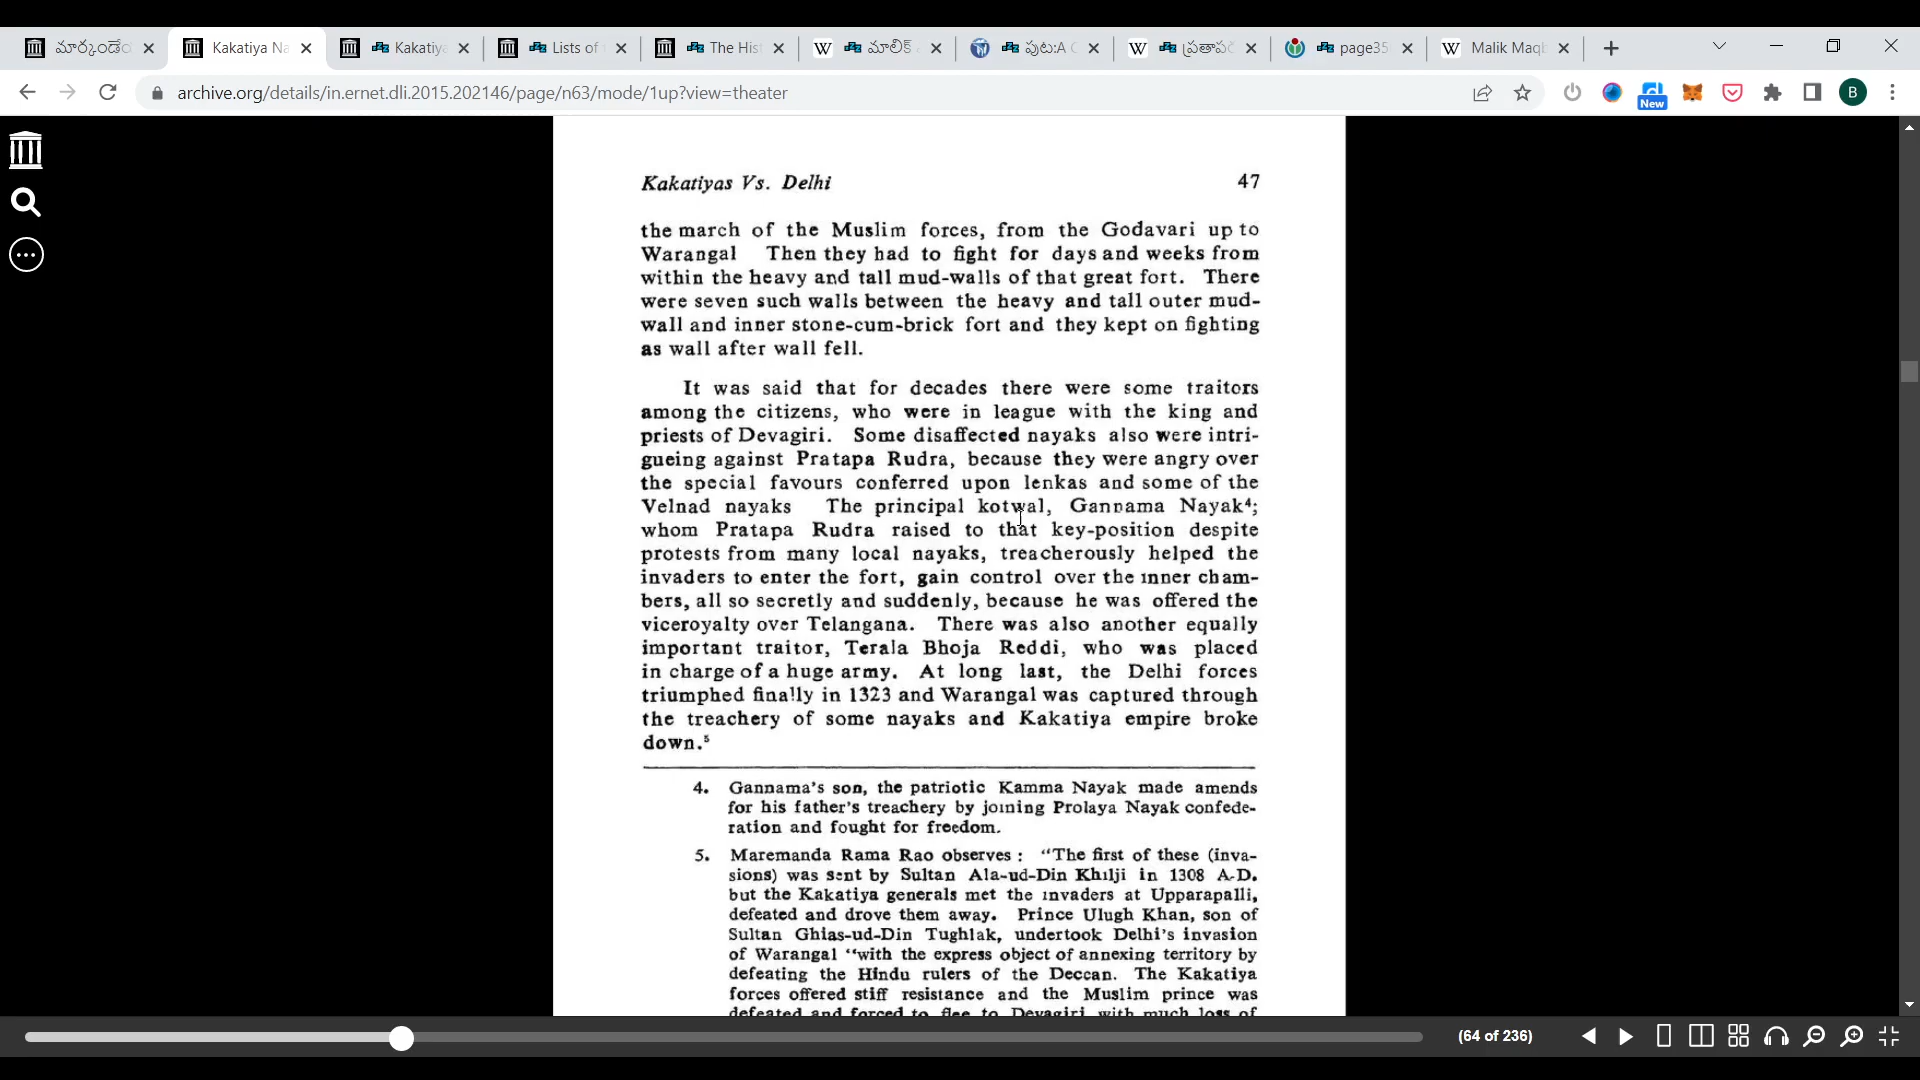 మార్కండేయ
Kakatiya Na
Kakatiya
Lists of
The Hist
మాలిక్
పుట:A
ప్రతాపర
page35
Malik Maqb
archive.org/details/in.ernet.dli.2015.202146/page/n63/mode/1up?view=theater
New
B
Kakatiyas Vs. Delhi 47
the march of the Muslim forces, from the Godavari up to
Warangal Then they had to fight for days and weeks from
within the heavy and tall mud-walls of that great fort. There
were seven such walls between the heavy and tall outer mud-
wall and inner stone-cum-brick fort and they kept on fighting
as wall after wall fell.
It was said that for decades there were some traitors
among the citizens, who were in league with the king and
priests of Devagiri. Some disaffected nayaks also were intri-
gueing against Pratapa Rudra, because they were angry over
the special favours conferred upon lenkas and some of the
Velnad nayaks The principal kotwal, Gannama Nayak⁴;
whom Pratapa Rudra raised to that key-position despite
protests from many local nayaks, treacherously helped the
invaders to enter the fort, gain control over the inner cham-
bers, all so secretly and suddenly, because he was offered the
viceroyalty over Telangana. There was also another equally
important traitor, Terala Bhoja Reddi, who was placed
in charge of a huge army. At long last, the Delhi forces
triumphed finally in 1323 and Warangal was captured through
the treachery of some nayaks and Kakatiya empire broke
down.⁵
4. Gannama's son, the patriotic Kamma Nayak made amends
for his father's treachery by joining Prolaya Nayak confede-
ration and fought for freedom.
5. Maremanda Rama Rao observes : "The first of these (inva-
sions) was sent by Sultan Ala-ud-Din Khilji in 1308 A-D.
but the Kakatiya generals met the invaders at Upparapalli,
defeated and drove them away. Prince Ulugh Khan, son of
Sultan Ghias-ud-Din Tughlak, undertook Delhi's invasion
of Warangal "with the express object of annexing territory by
defeating the Hindu rulers of the Deccan. The Kakatiya
forces offered stiff resistance and the Muslim prince was
defeated and forced to flee to Devagiri with much loss of
(64 of 236)